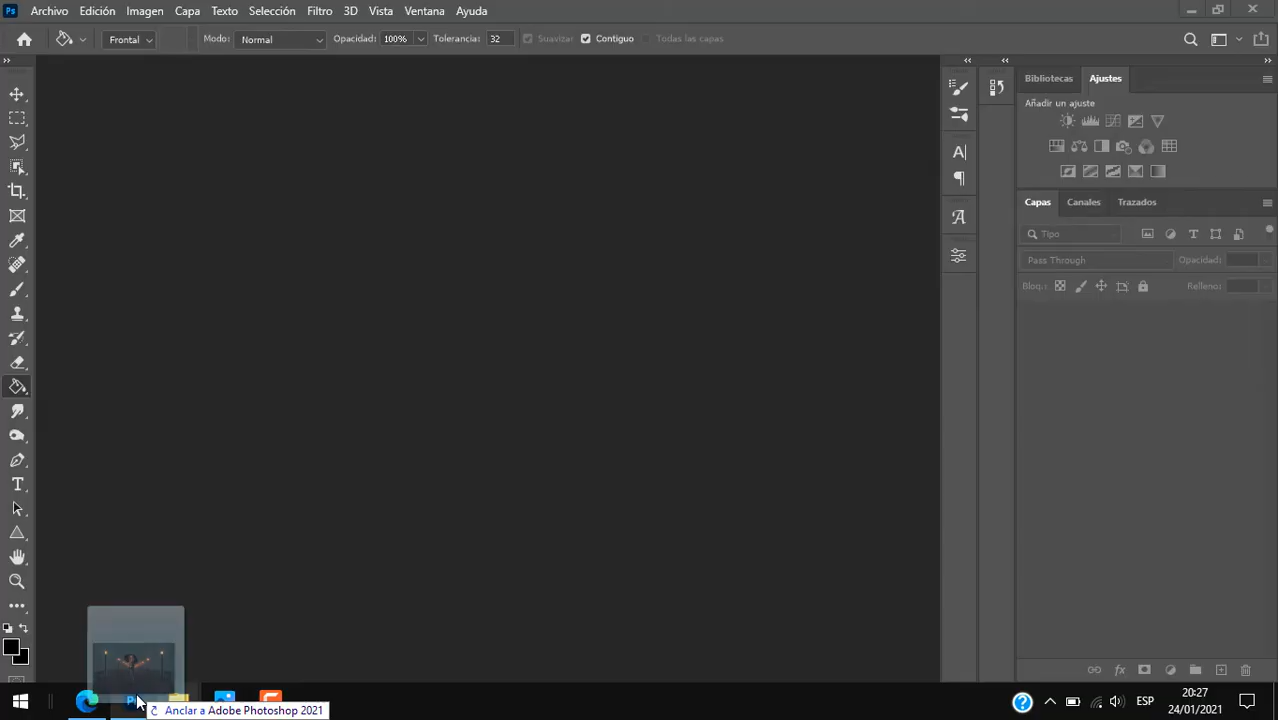 Ps Archivo Edición Imagen Capa Texto Selección Filtro 3D Vista Ventana Ayuda
Frontal Modo: Normal Opacidad: 100% Tolerancia: 32 Suavizar Contiguo Todas las capas
Bibliotecas Ajustes
Añadir un ajuste
Capas Canales Trazados
Tipo
Pass Through Opacidad:
Bloq.: Relleno:
ESP
20:27
24/01/2021
Anclar a Adobe Photoshop 2021